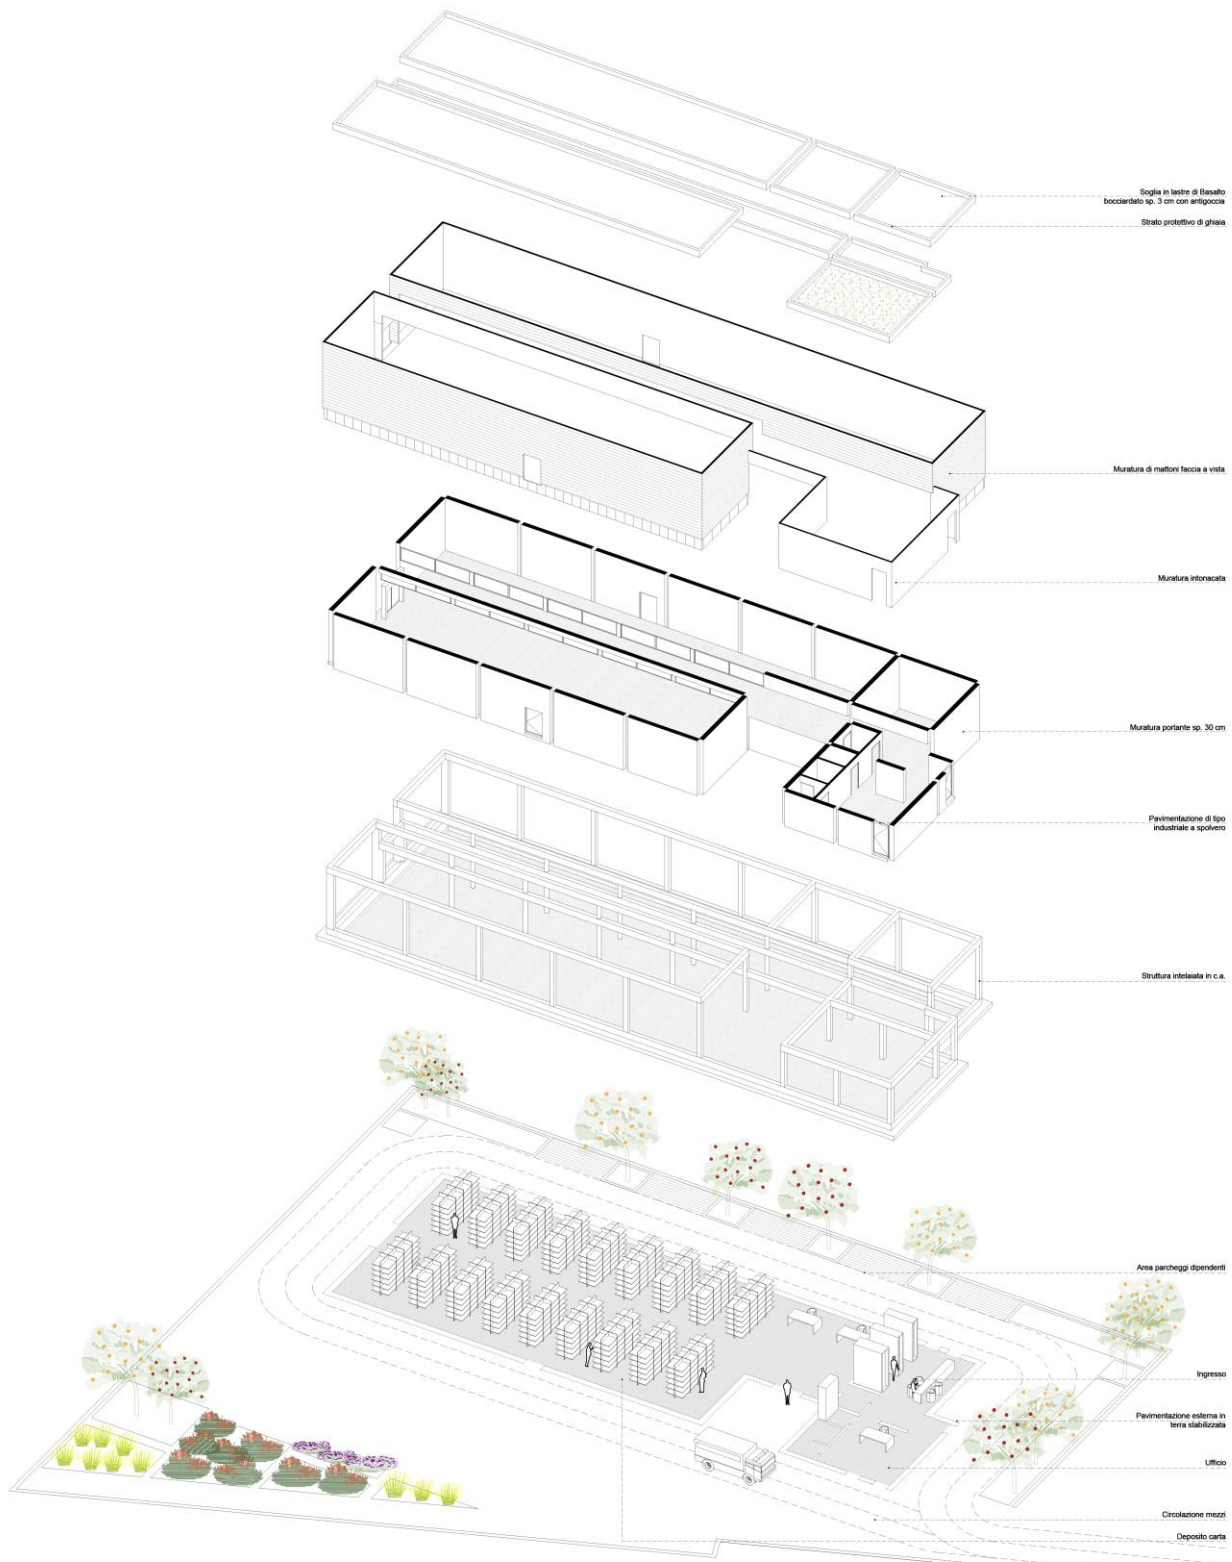 Soglia in lastre di Basalto
bocciardato sp. 3 cm con antigoccia
Strato protettivo di ghiaia
Muratura di mattoni faccia a vista
Muratura intonacata
Muratura portante sp. 30 cm
Pavimentazione di tipo
industriale a spolvero
Struttura intelaiata in c.a.
Area parcheggi dipendenti
Ingresso
Pavimentazione esterna in
terra stabilizzata
Ufficio
Circolazione mezzi
Deposito carta